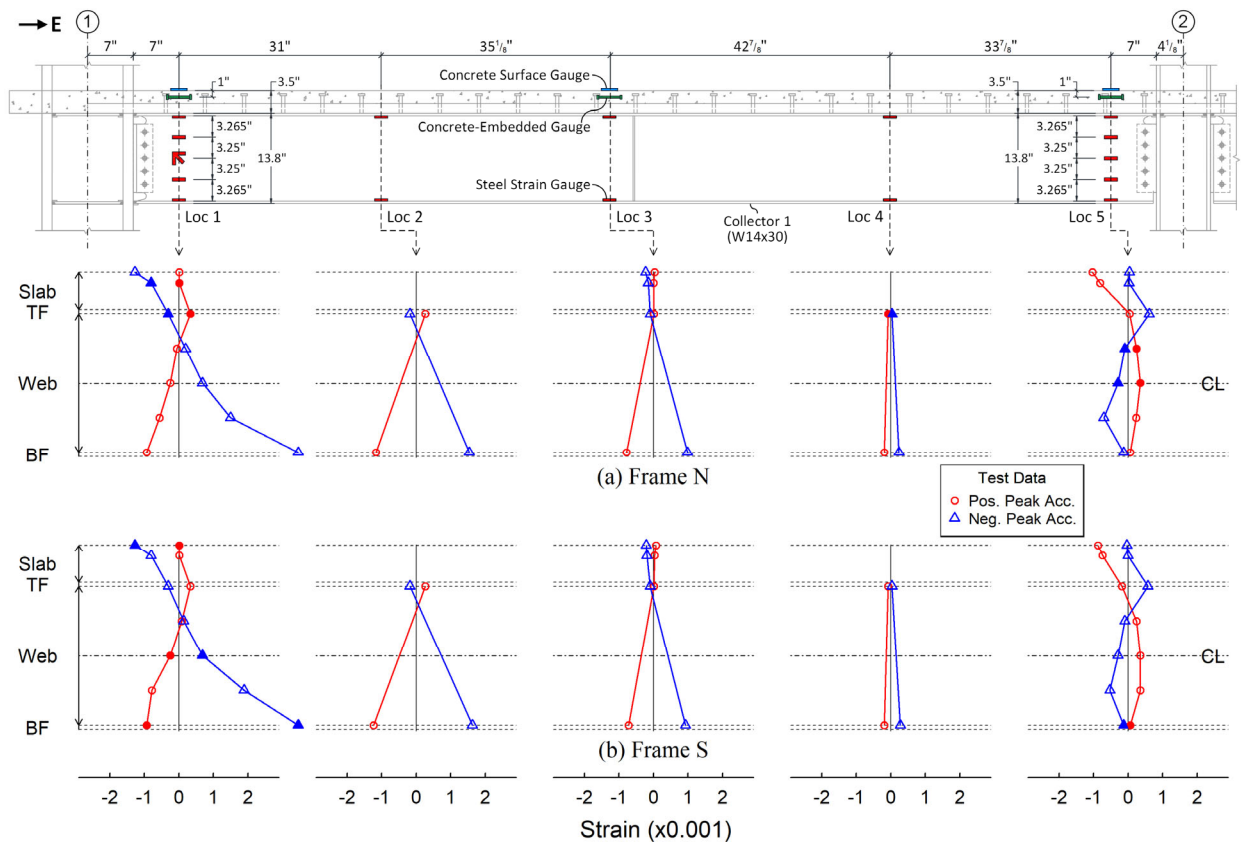 E
1
2
7"
7"
31"
35 1/8"
42 7/8"
33 7/8"
7"
4 1/8"
1"
3.5"
Concrete Surface Gauge
3.5"
1"
3.265"
3.25"
3.25"
3.265"
13.8"
Concrete-Embedded Gauge
Steel Strain Gauge
13.8"
3.265"
3.25"
3.25"
3.265"
Loc 1
Loc 2
Loc 3
Collector 1
(W14x30)
Loc 4
Loc 5
Slab
TF
Web
CL
BF
(a) Frame N
Test Data
Pos. Peak Acc.
Neg. Peak Acc.
Slab
TF
Web
CL
BF
(b) Frame S
-2 -1 0 1 2
-2 -1 0 1 2
-2 -1 0 1 2
-2 -1 0 1 2
-2 -1 0 1 2
Strain (x0.001)